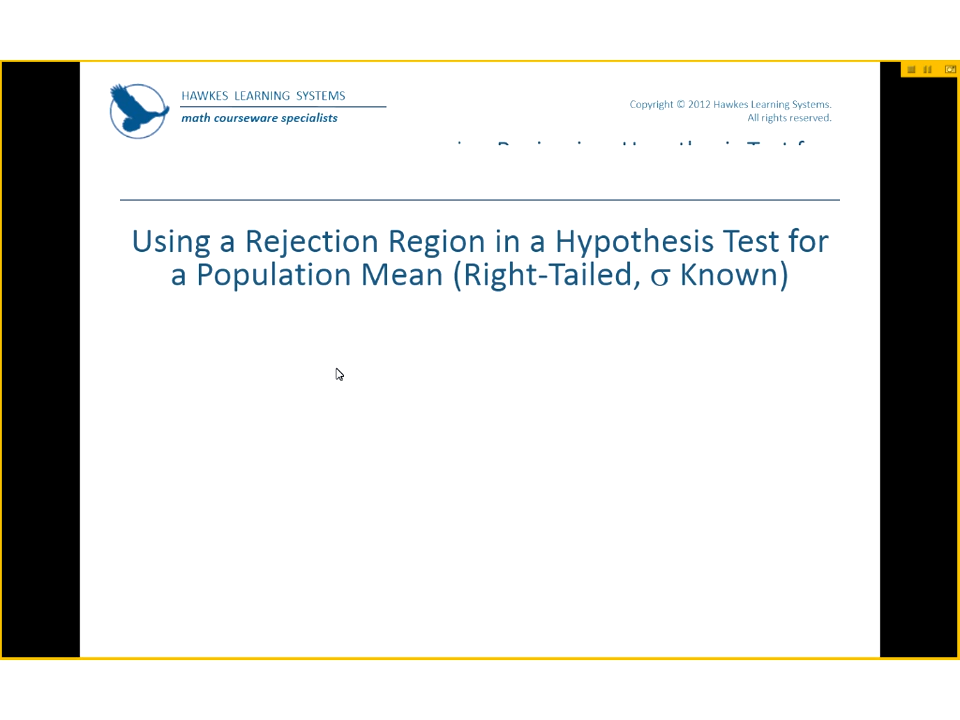 HAWKES LEARNING SYSTEMS
math courseware specialists
Copyright © 2012 Hawkes Learning Systems.
All rights reserved.
Using a Rejection Region in a Hypothesis Test for
a Population Mean (Right-Tailed, σ Known)